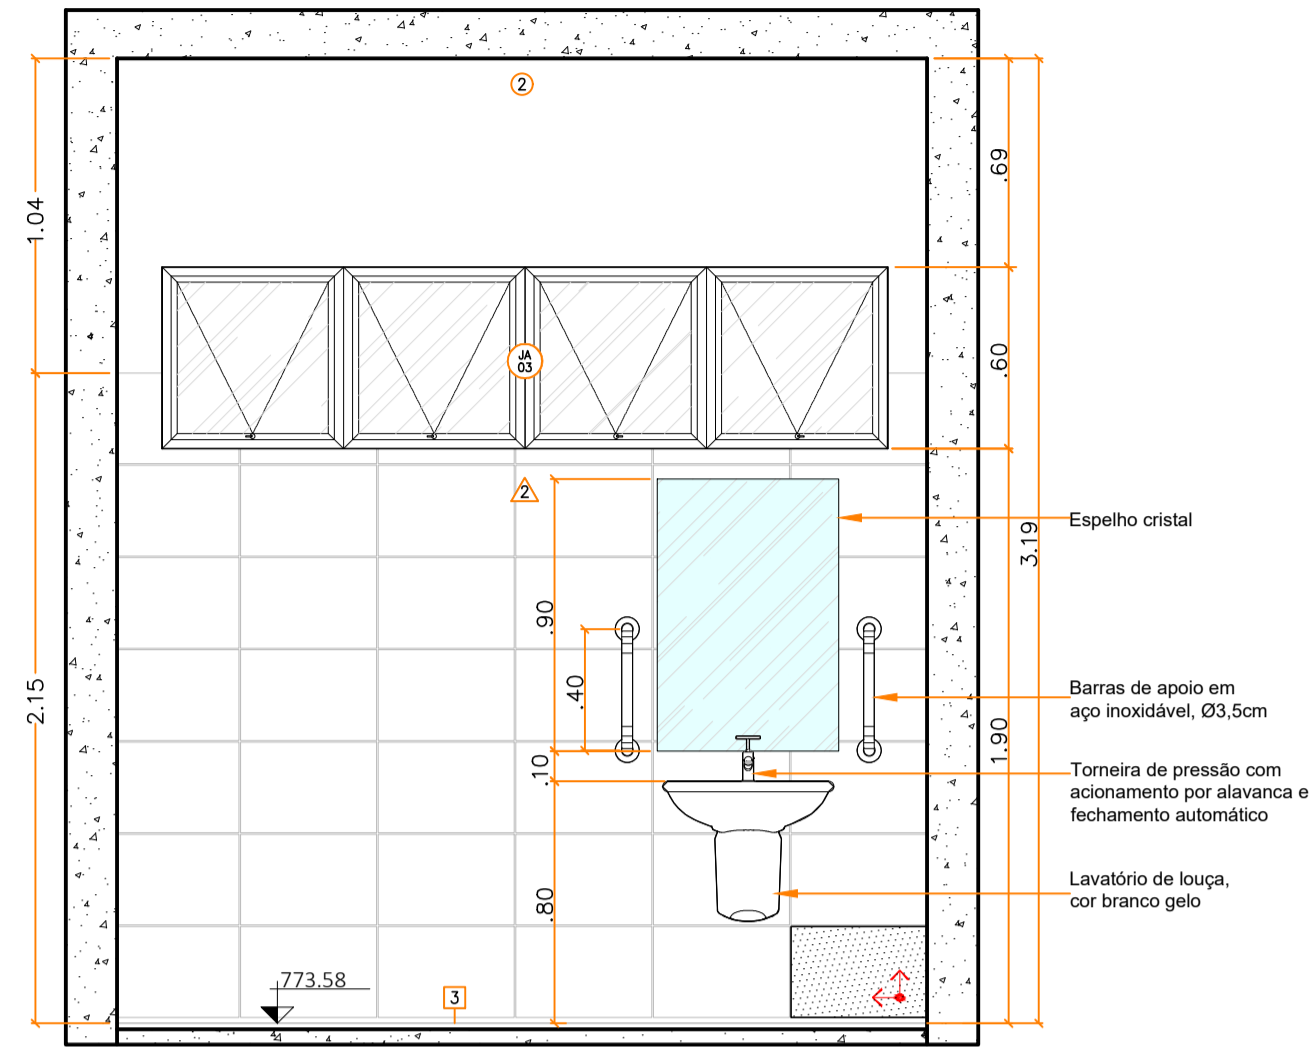 2
1.04
.69
JA
03
.60
2
Espelho cristal
3.19
.90
.40
2.15
Barras de apoio em
aço inoxidável, Ø3,5cm
1.90
.10
Torneira de pressão com
acionamento por alavanca e
fechamento automático
.80
Lavatório de louça,
cor branco gelo
773.58
3